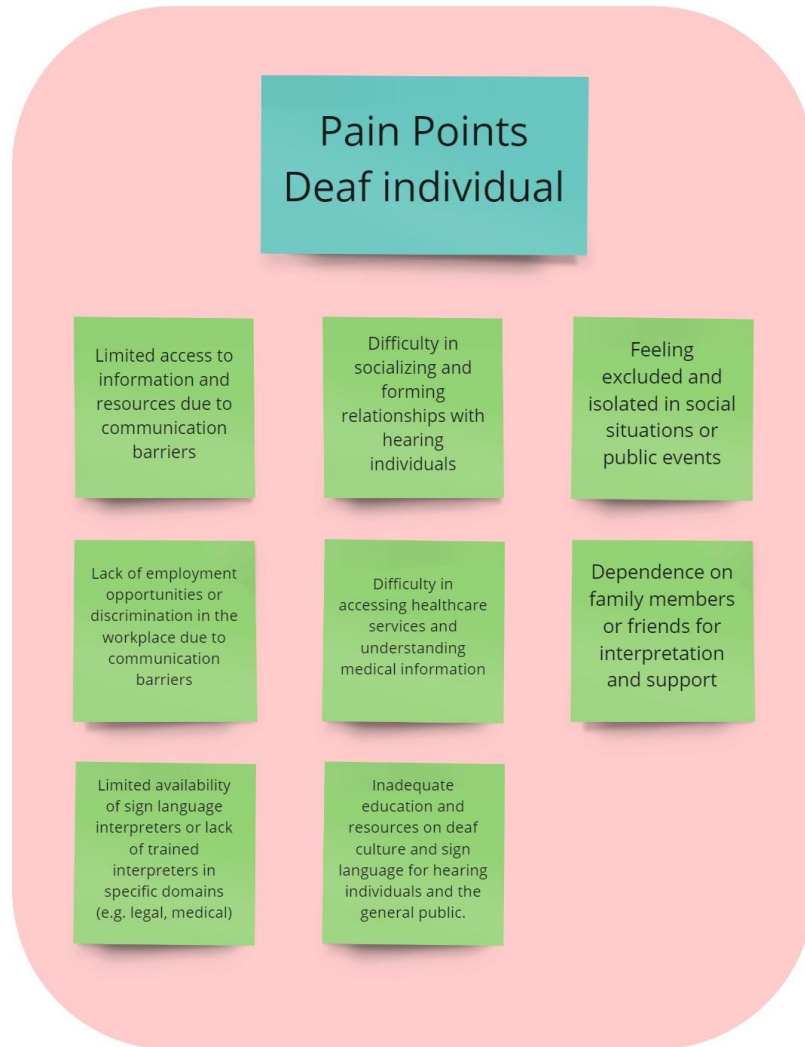 Pain Points
Deaf individual
Limited access to
information and
resources due to
communication
barriers
Difficulty in
socializing and
forming
relationships with
hearing
individuals
Feeling
excluded and
isolated in social
situations or
public events
Lack of employment
opportunities or
discrimination in the
workplace due to
communication
barriers
Difficulty in
accessing healthcare
services and
understanding
medical information
Dependence on
family members
or friends for
interpretation
and support
Limited availability
of sign language
interpreters or lack
of trained
interpreters in
specific domains
(e.g. legal, medical)
Inadequate
education and
resources on deaf
culture and sign
language for hearing
individuals and the
general public.